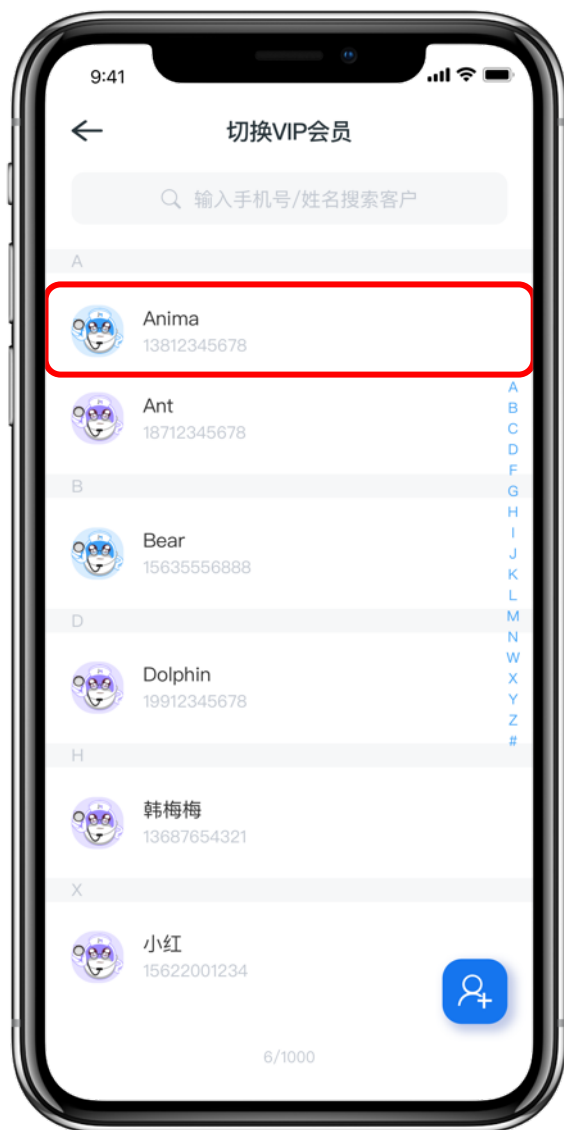 9:41
切换VIP会员
输入手机号/姓名搜索客户
A
Anima
13812345678
Ant
18712345678
B
Bear
15635556888
D
Dolphin
19912345678
H
韩梅梅
13687654321
X
小红
15622001234
6/1000
A
B
C
D
F
G
H
I
J
K
L
M
N
W
X
Y
Z
#